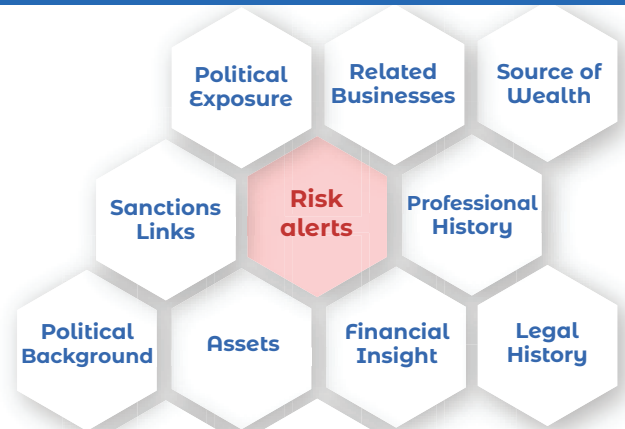 Political
Exposure
Related
Businesses
Source of
Wealth
Sanctions
Links
Risk
alerts
Professional
History
Political
Background
Assets
Financial
Insight
Legal
History